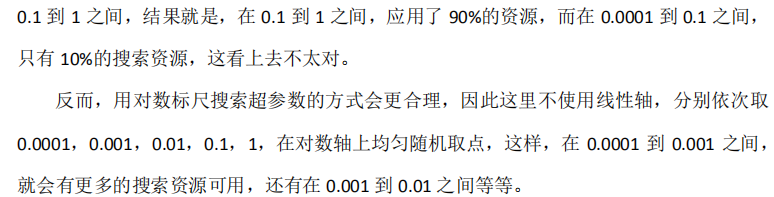 0.1 到 1 之间，结果就是，在 0.1 到 1 之间，应用了 90%的资源，而在 0.0001 到 0.1 之间，
只有 10%的搜索资源，这看上去不太对。
反而，用对数标尺搜索超参数的方式会更合理，因此这里不使用线性轴，分别依次取
0.0001，0.001，0.01，0.1，1，在对数轴上均匀随机取点，这样，在 0.0001 到 0.001 之间，
就会有更多的搜索资源可用，还有在 0.001 到 0.01 之间等等。